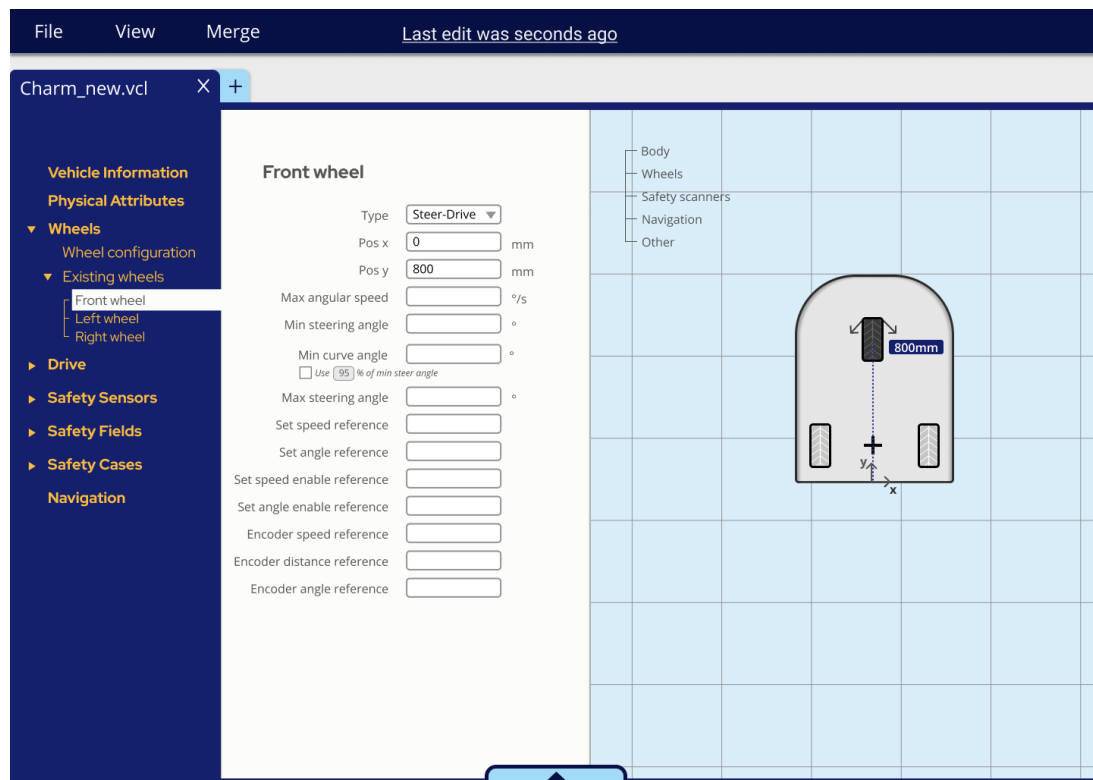 File View Merge Last edit was seconds ago
Charm_new.vcl X +
Vehicle Information
Physical Attributes
Wheels
Wheel configuration
Existing wheels
Front wheel
Left wheel
Right wheel
Drive
Safety Sensors
Safety Fields
Safety Cases
Navigation
Front wheel
Type Steer-Drive
Pos x 0 mm
Pos y 800 mm
Max angular speed °/s
Min steering angle °
Min curve angle °
Use 95 % of min steer angle
Max steering angle °
Set speed reference
Set angle reference
Set speed enable reference
Set angle enable reference
Encoder speed reference
Encoder distance reference
Encoder angle reference
Body
Wheels
Safety scanners
Navigation
Other
800mm
y
x